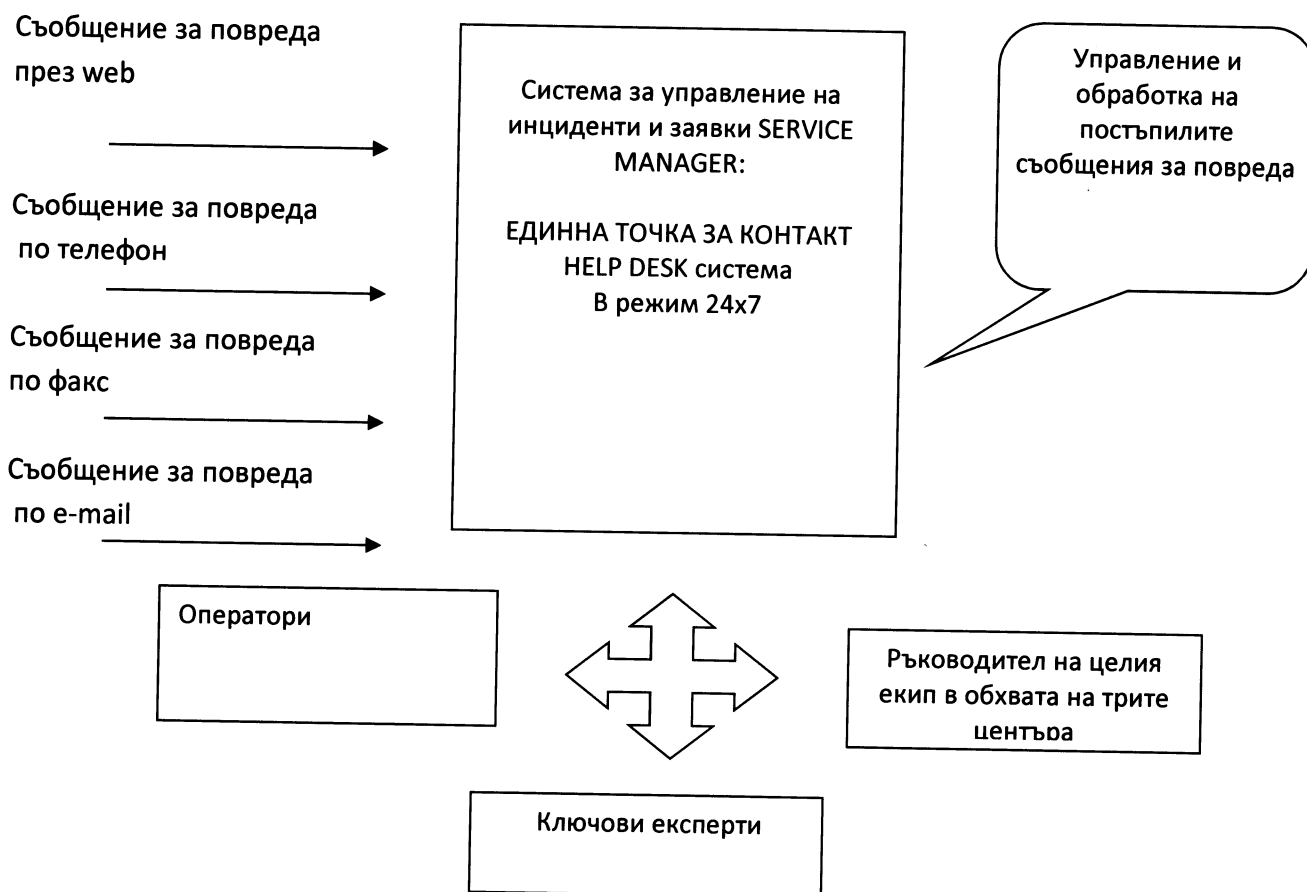 Съобщение за повреда
през web
Съобщение за повреда
по телефон
Съобщение за повреда
по факс
Съобщение за повреда
по e-mail
Система за управление на
инциденти и заявки SERVICE
MANAGER:
ЕДИННА ТОЧКА ЗА КОНТАКТ
HELP DESK система
В режим 24x7
Управление и
обработка на
постъпилите
съобщения за повреда
Оператори
Ръководител на целия
екип в обхвата на трите
центъра
Ключови експерти